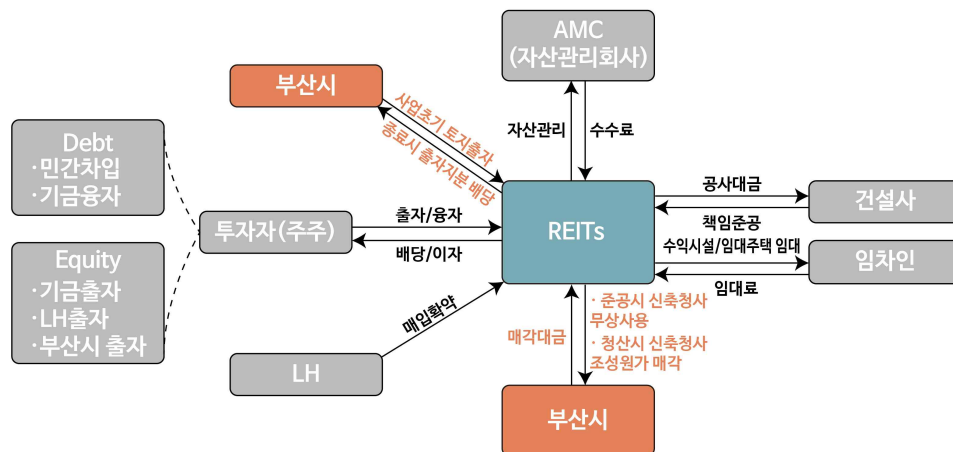 AMC
(자산관리회사)
부산시
사업초기 토지출자
종료시 출자지분 배당
자산관리
수수료
Debt
·민간차입
·기금융자
투자자(주주)
출자/융자
배당/이자
REITs
공사대금
책임준공
건설사
수익시설/임대주택 임대
임대료
임차인
Equity
·기금출자
·LH출자
·부산시 출자
매입확약
LH
매각대금
· 준공시 신축청사
무상사용
· 청산시 신축청사
조성원가 매각
부산시